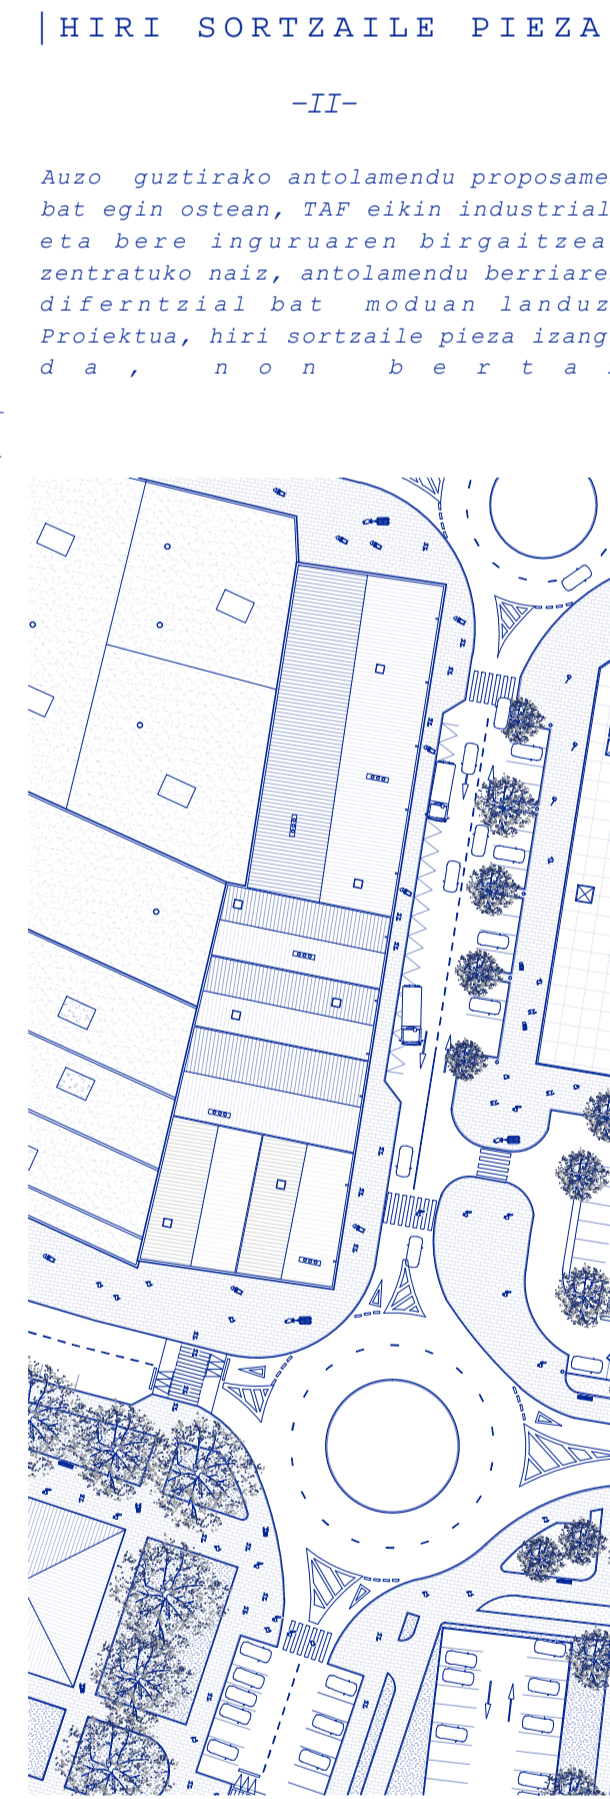 |HIRI SORTZAILE PIEZA
—II—
Auzo guztirako antolamendu proposame
bat egin ostean, TAF eikin industrial
eta bere inguruaren birgaitzea
zentratuko naiz, antolamendu berriare
diferntzial bat moduan landuz
Proiektua, hiri sortzaile pieza izang
da, non berta